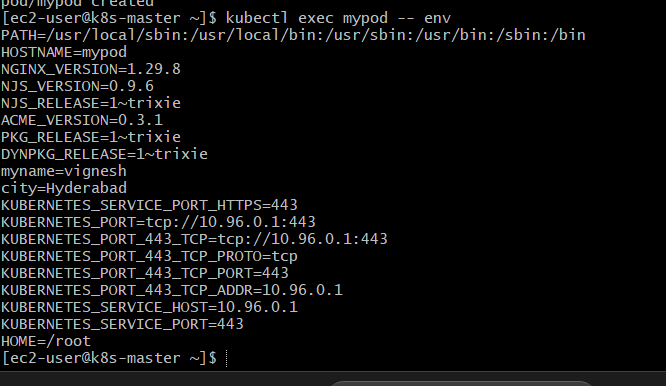 pod/mypod created
[ec2-user@k8s-master ~]$ kubectl exec mypod -- env
PATH=/usr/local/sbin:/usr/local/bin:/usr/sbin:/usr/bin:/sbin:/bin
HOSTNAME=mypod
NGINX_VERSION=1.29.8
NJS_VERSION=0.9.6
NJS_RELEASE=1~trixie
ACME_VERSION=0.3.1
PKG_RELEASE=1~trixie
DYNPKG_RELEASE=1~trixie
myname=vignesh
city=Hyderabad
KUBERNETES_SERVICE_PORT_HTTPS=443
KUBERNETES_PORT=tcp://10.96.0.1:443
KUBERNETES_PORT_443_TCP=tcp://10.96.0.1:443
KUBERNETES_PORT_443_TCP_PROTO=tcp
KUBERNETES_PORT_443_TCP_PORT=443
KUBERNETES_PORT_443_TCP_ADDR=10.96.0.1
KUBERNETES_SERVICE_HOST=10.96.0.1
KUBERNETES_SERVICE_PORT=443
HOME=/root
[ec2-user@k8s-master ~]$